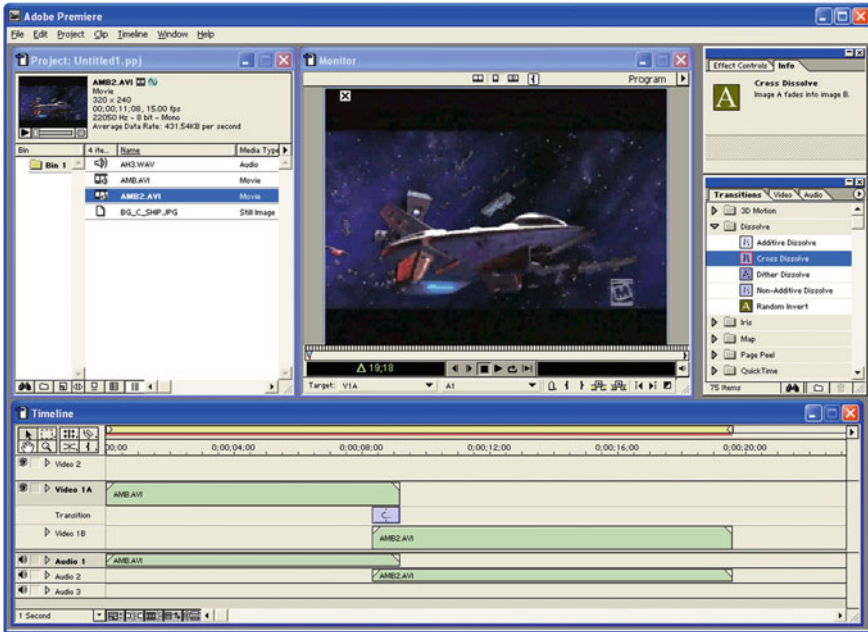 Adobe Premiere
File Edit Project Clip Timeline Window Help
Project: Untitled1.ppj
AMB2.AVI
Movie
320 × 240
00;00;11;08, 15.00 fps
22050 Hz - 8 bit - Mono
Average Data Rate: 431.54KB per second
Bin 4 ite... Name Media Type
Bin 1
AH3.WAV Audio
AMB.AVI Movie
AMB2.AVI Movie
BG_C_SHIP.JPG Still Image
Monitor
Program
M
19;18
Target: V1A A1
Effect Controls Info
A
Cross Dissolve
Image A fades into image B.
Transitions Video Audio
3D Motion
Dissolve
Additive Dissolve
Cross Dissolve
Dither Dissolve
Non-Additive Dissolve
Random Invert
Iris
Map
Page Peel
QuickTime
75 Items
Timeline
00;00 0;00;04;00 0;00;08;00 0;00;12;00 0;00;16;00 0;00;20;00
Video 2
Video 1A AMB.AVI
Transition C...
Video 1B AMB2.AVI
Audio 1 AMB.AVI
Audio 2 AMB2.AVI
Audio 3
1 Second